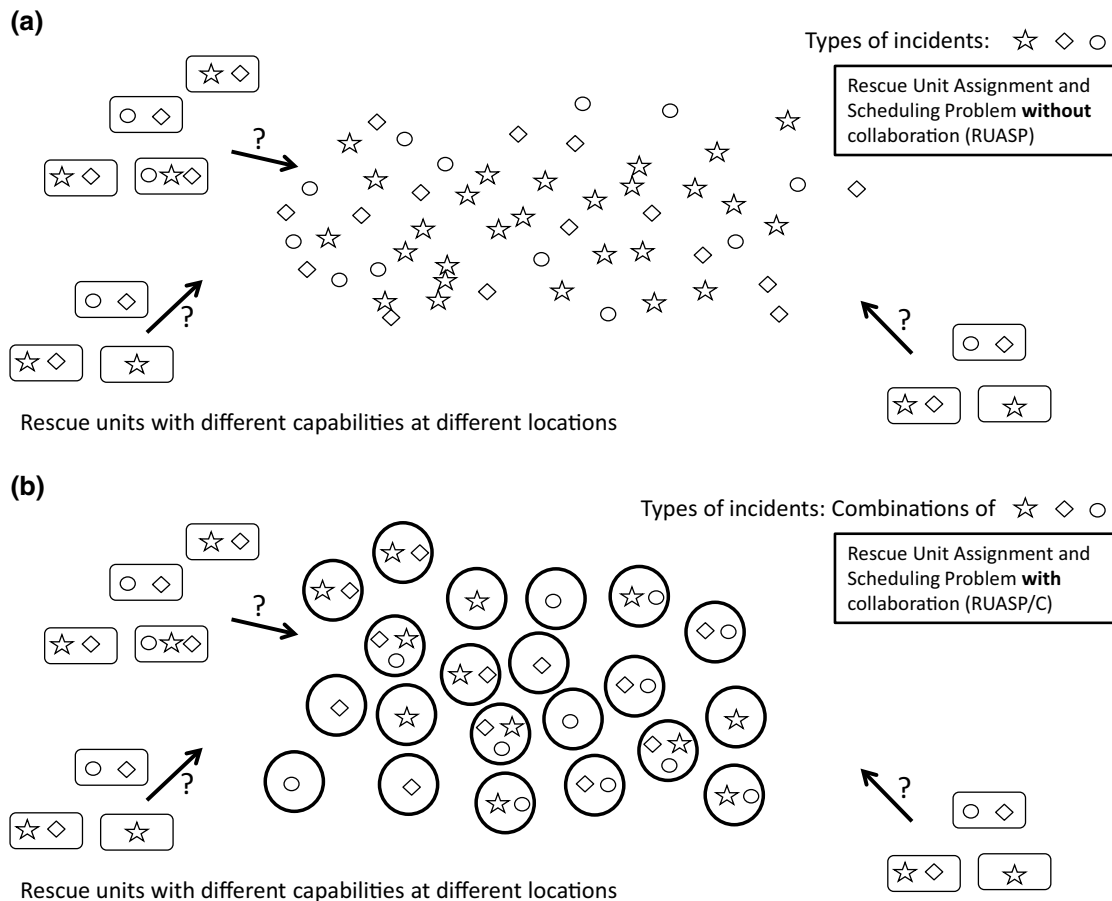 (a)
Types of incidents:
Rescue Unit Assignment and
Scheduling Problem without
collaboration (RUASP)
?
?
?
Rescue units with different capabilities at different locations
(b)
Types of incidents: Combinations of
Rescue Unit Assignment and
Scheduling Problem with
collaboration (RUASP/C)
?
?
?
Rescue units with different capabilities at different locations